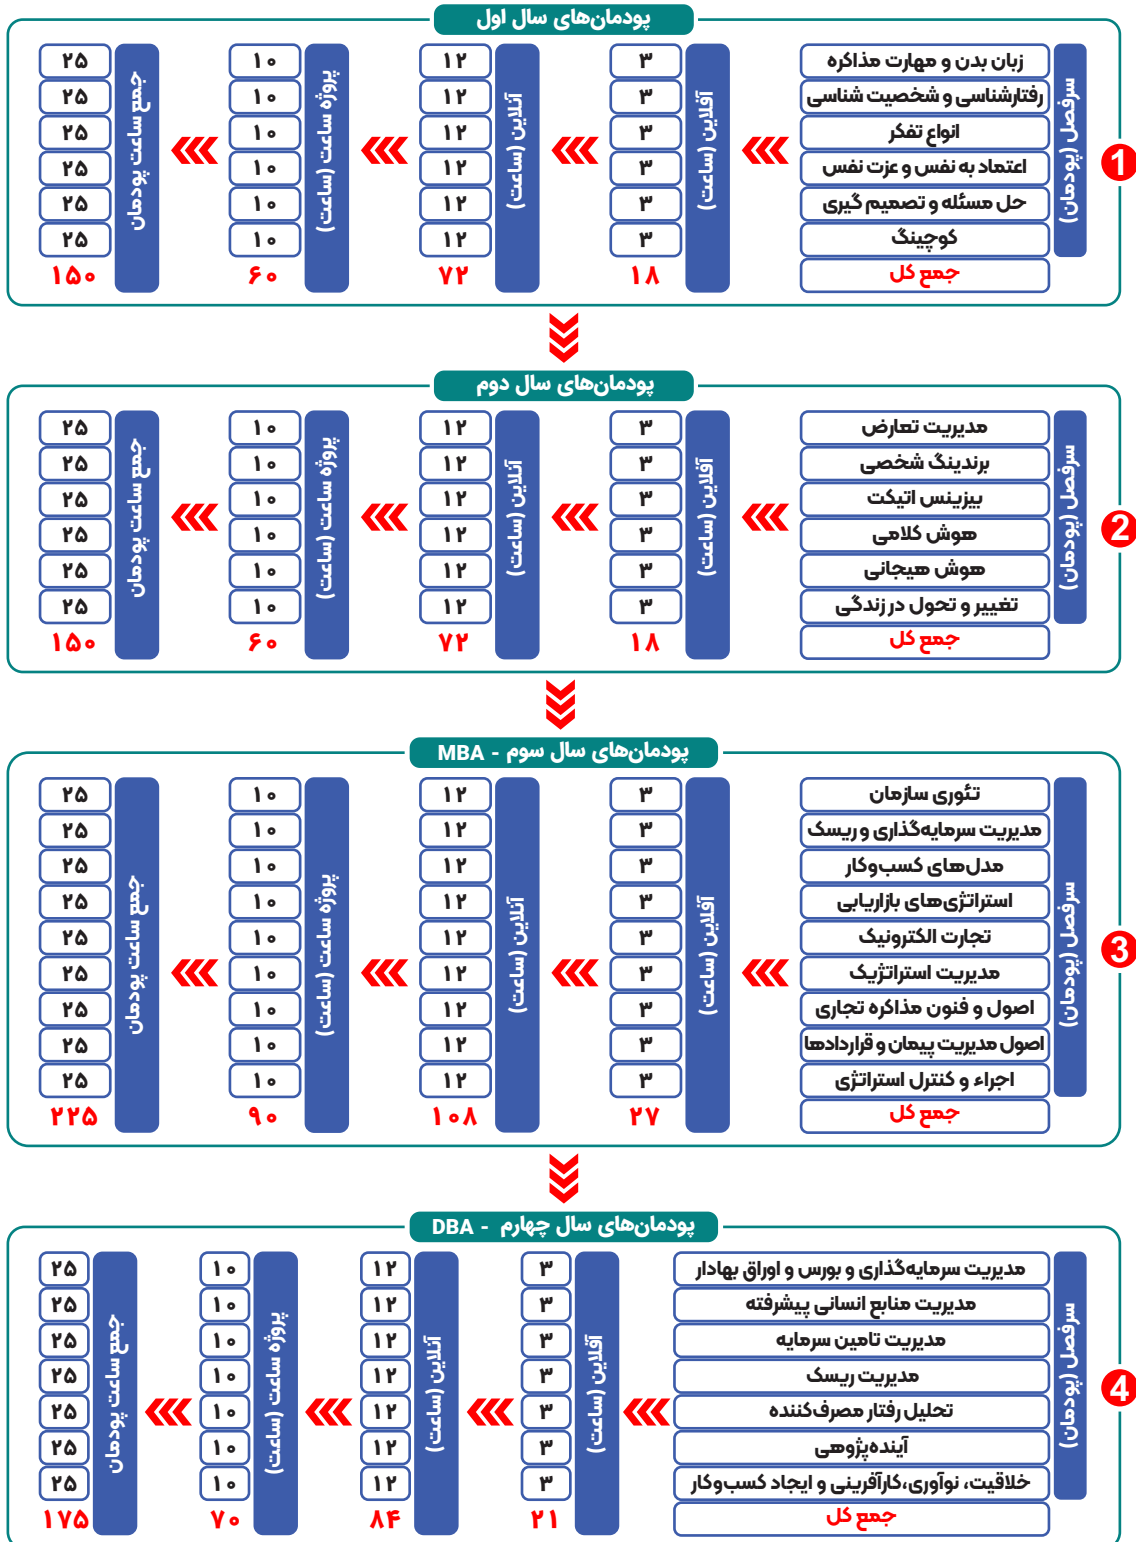 پودمان‌های سال اول
1
سرفصل (پودمان) آفلاین (ساعت) آنلاین (ساعت) پروژه ساعت (ساعت) جمع ساعت پودمان
زبان بدن و مهارت مذاکره ۳ ۱۲ ۱۰ ۲۵
رفتارشناسی و شخصیت شناسی ۳ ۱۲ ۱۰ ۲۵
انواع تفکر ۳ ۱۲ ۱۰ ۲۵
اعتماد به نفس و عزت نفس ۳ ۱۲ ۱۰ ۲۵
حل مسئله و تصمیم گیری ۳ ۱۲ ۱۰ ۲۵
کوچینگ ۳ ۱۲ ۱۰ ۲۵
جمع کل ۱۸ ۷۲ ۶۰ ۱۵۰
پودمان‌های سال دوم
2
سرفصل (پودمان) آفلاین (ساعت) آنلاین (ساعت) پروژه ساعت (ساعت) جمع ساعت پودمان
مدیریت تعارض ۳ ۱۲ ۱۰ ۲۵
برندینگ شخصی ۳ ۱۲ ۱۰ ۲۵
بیزینس اتیکت ۳ ۱۲ ۱۰ ۲۵
هوش کلامی ۳ ۱۲ ۱۰ ۲۵
هوش هیجانی ۳ ۱۲ ۱۰ ۲۵
تغییر و تحول در زندگی ۳ ۱۲ ۱۰ ۲۵
جمع کل ۱۸ ۷۲ ۶۰ ۱۵۰
پودمان‌های سال سوم - MBA
3
سرفصل (پودمان) آفلاین (ساعت) آنلاین (ساعت) پروژه ساعت (ساعت) جمع ساعت پودمان
تئوری سازمان ۳ ۱۲ ۱۰ ۲۵
مدیریت سرمایه‌گذاری و ریسک ۳ ۱۲ ۱۰ ۲۵
مدل‌های کسب‌وکار ۳ ۱۲ ۱۰ ۲۵
استراتژی‌های بازاریابی ۳ ۱۲ ۱۰ ۲۵
تجارت الکترونیک ۳ ۱۲ ۱۰ ۲۵
مدیریت استراتژیک ۳ ۱۲ ۱۰ ۲۵
اصول و فنون مذاکره تجاری ۳ ۱۲ ۱۰ ۲۵
اصول مدیریت پیمان و قراردادها ۳ ۱۲ ۱۰ ۲۵
اجراء و کنترل استراتژی ۳ ۱۲ ۱۰ ۲۵
جمع کل ۲۷ ۱۰۸ ۹۰ ۲۲۵
پودمان‌های سال چهارم - DBA
4
سرفصل (پودمان) آفلاین (ساعت) آنلاین (ساعت) پروژه ساعت (ساعت) جمع ساعت پودمان
مدیریت سرمایه‌گذاری و بورس و اوراق بهادار ۳ ۱۲ ۱۰ ۲۵
مدیریت منابع انسانی پیشرفته ۳ ۱۲ ۱۰ ۲۵
مدیریت تامین سرمایه ۳ ۱۲ ۱۰ ۲۵
مدیریت ریسک ۳ ۱۲ ۱۰ ۲۵
تحلیل رفتار مصرف‌کننده ۳ ۱۲ ۱۰ ۲۵
آینده‌پژوهی ۳ ۱۲ ۱۰ ۲۵
خلاقیت، نوآوری،کارآفرینی و ایجاد کسب‌وکار ۳ ۱۲ ۱۰ ۲۵
جمع کل ۲۱ ۸۴ ۷۰ ۱۷۵